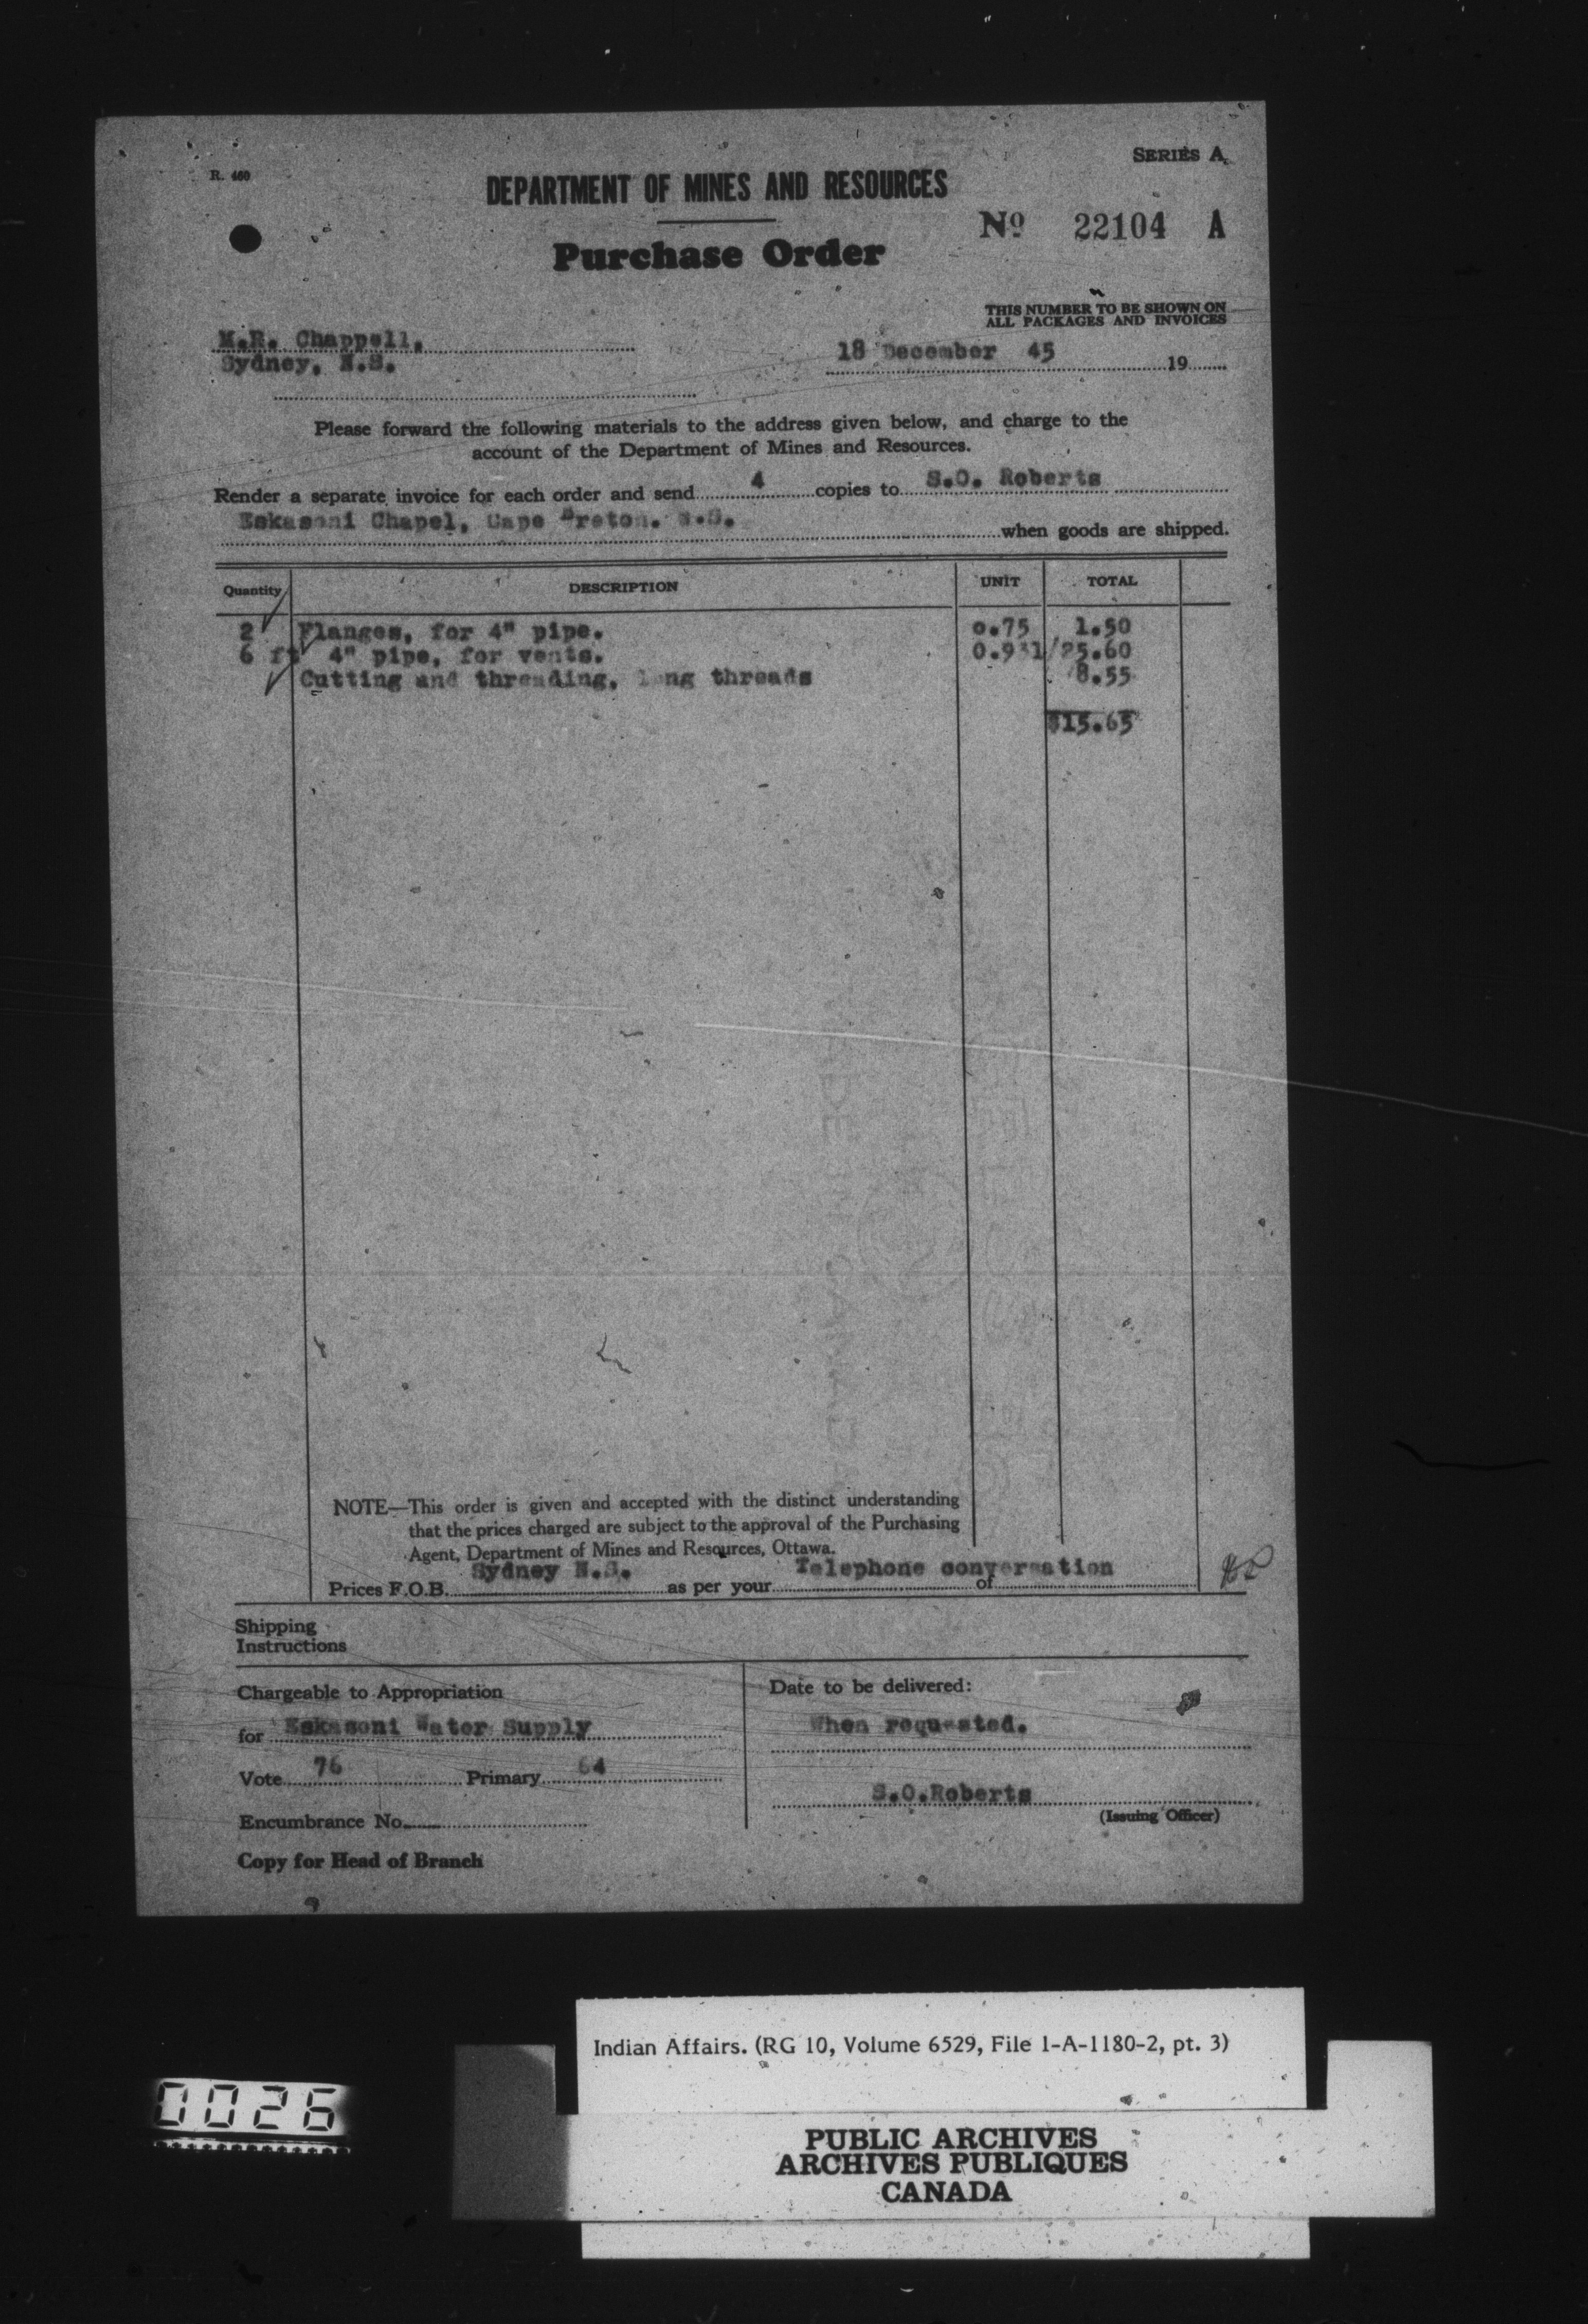 SERIES A.
R. 460
DEPARTMENT OF MINES AND RESOURCES
No 22104 A
Purchase Order
THIS NUMBER TO BE SHOWN ON
ALL PACKAGES AND INVOICES
M.R. Chappell,
Sydney, N.S.
18 December 45 19
Please forward the following materials to the address given below, and charge to the
account of the Department of Mines and Resources.
Render a separate invoice for each order and send 4 copies to S.O. Roberts
Eskasoni Chapel, Cape Breton. N.S. when goods are shipped.
Quantity DESCRIPTION UNIT TOTAL
2 Flanges, for 4" pipe. 0.75 1.50
6 ft 4" pipe, for vents. 0.931/2 5.60
Cutting and threading, long threads 8.55
$15.65
NOTE—This order is given and accepted with the distinct understanding
that the prices charged are subject to the approval of the Purchasing
Agent, Department of Mines and Resources, Ottawa.
Prices F.O.B. Sydney N.S. as per your Telephone conversation of
Shipping
Instructions
Chargeable to Appropriation
for Eskasoni Water Supply
Vote 76 Primary 64
Encumbrance No.
Copy for Head of Branch
Date to be delivered:
When requested.
S.O.Roberts
(Issuing Officer)
Indian Affairs. (RG 10, Volume 6529, File 1-A-1180-2, pt. 3)
0026
PUBLIC ARCHIVES
ARCHIVES PUBLIQUES
CANADA